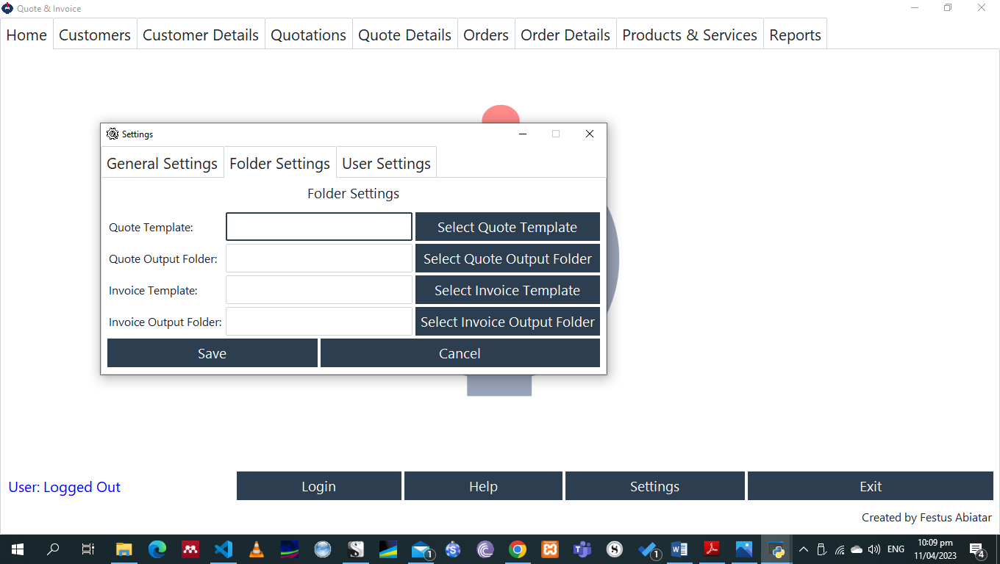 Quote & Invoice
Home Customers Customer Details Quotations Quote Details Orders Order Details Products & Services Reports
Settings
General Settings Folder Settings User Settings
Folder Settings
Quote Template: Select Quote Template
Quote Output Folder: Select Quote Output Folder
Invoice Template: Select Invoice Template
Invoice Output Folder: Select Invoice Output Folder
Save Cancel
User: Logged Out Login Help Settings Exit
Created by Festus Abiatar
1 1 ENG 10:09 pm 4
11/04/2023